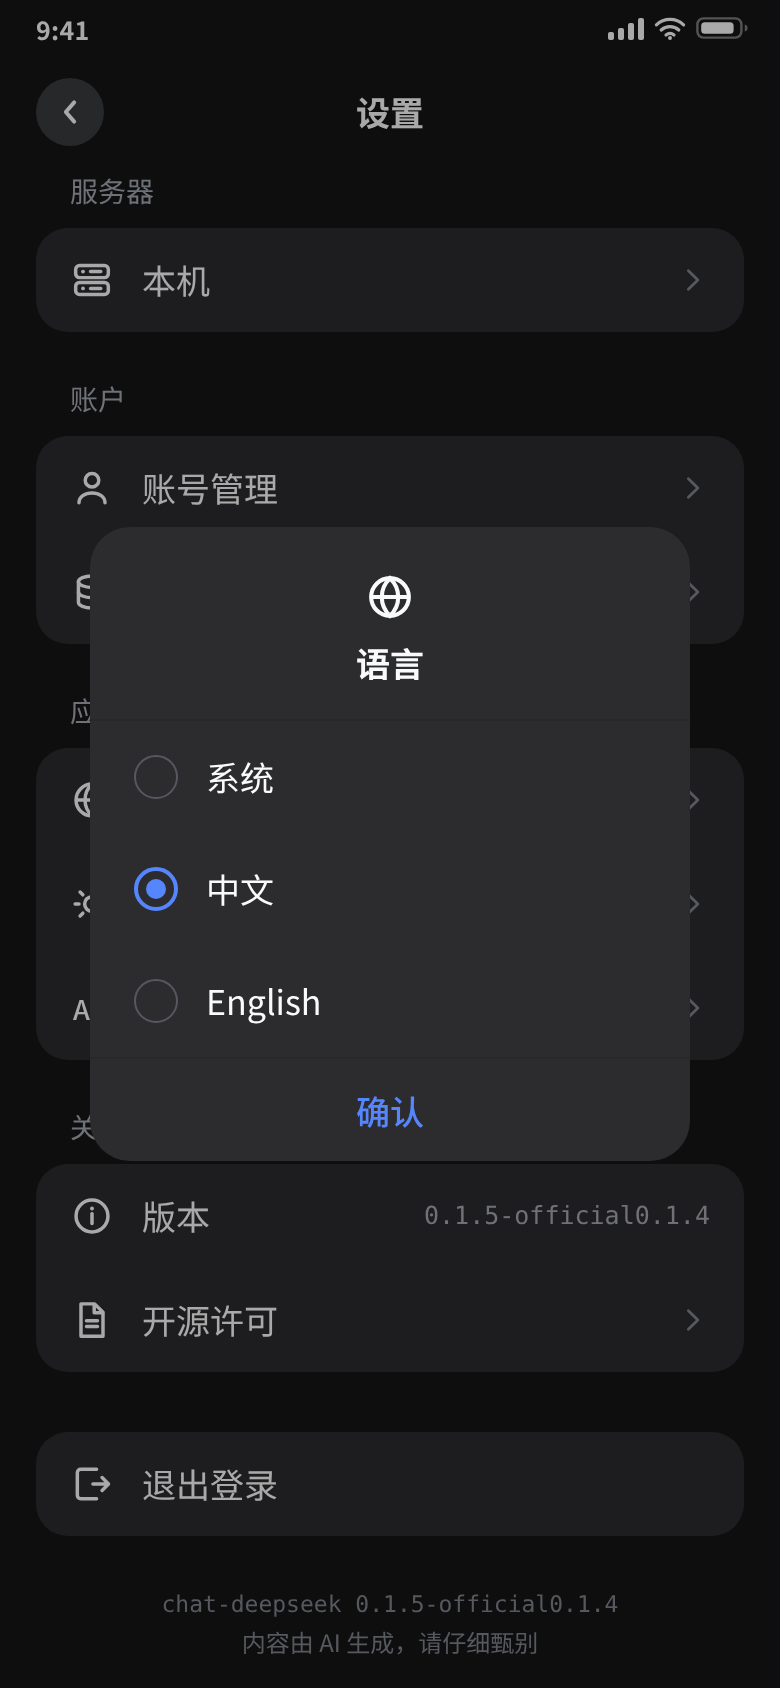 9:41
设置
服务器
本机
账户
账号管理
语言
系统
中文
English
确认
版本 0.1.5-official0.1.4
开源许可
退出登录
chat-deepseek 0.1.5-official0.1.4
内容由 AI 生成，请仔细甄别